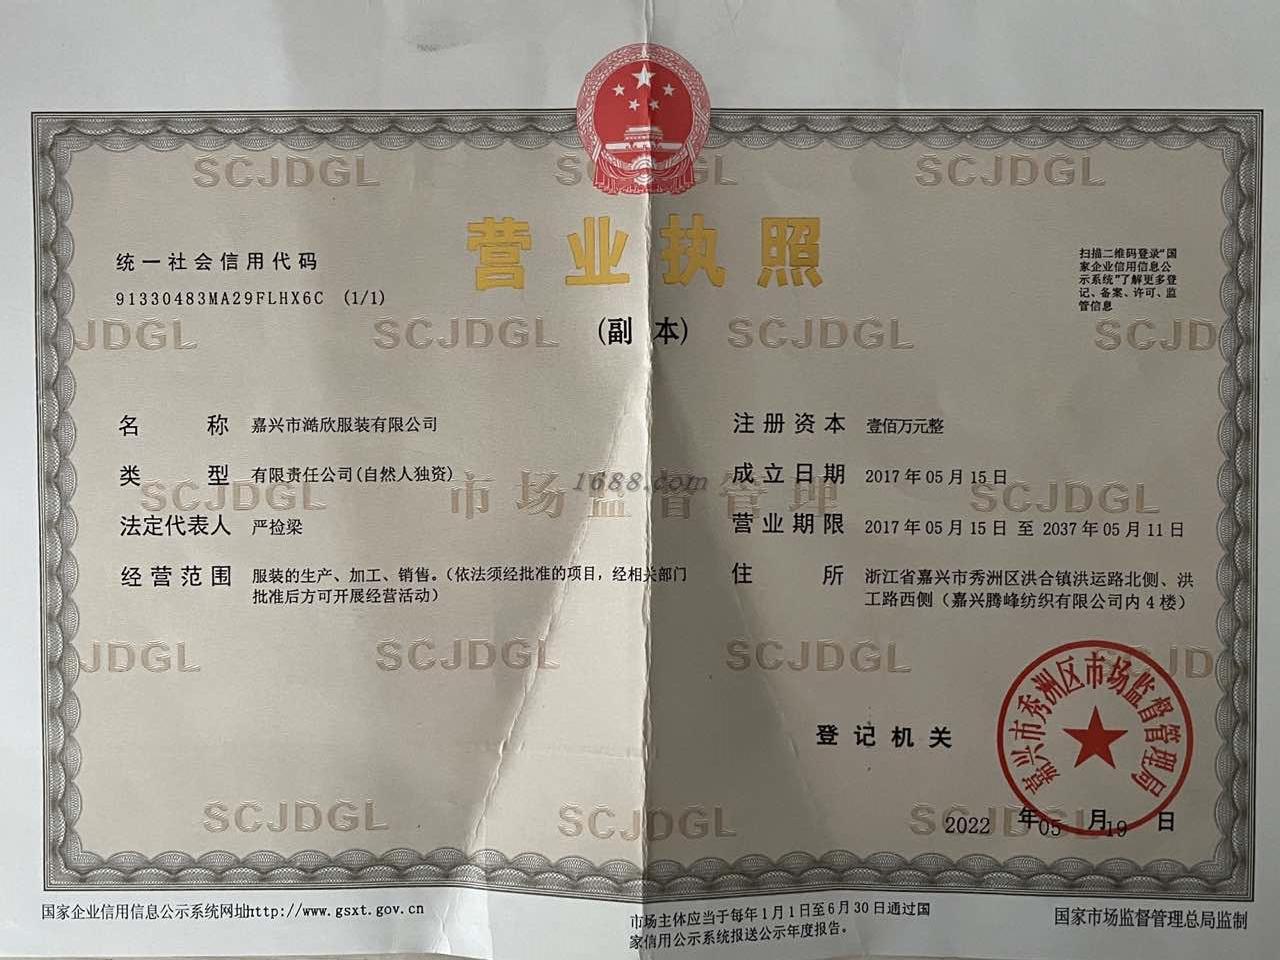 SCJDGL
SCJDGL
营业执照
(副 本)
统一社会信用代码
91330483MA29FLHX6C (1/1)
扫描二维码登录“国
家企业信用信息公
示系统”了解更多登
记、备案、许可、监
管信息
JDGL SCJDGL SCJDGL SCJD
名称 嘉兴市澔欣服装有限公司
类型 有限责任公司(自然人独资)
法定代表人 严捡梁
经营范围 服装的生产、加工、销售。(依法须经批准的项目，经相关部门
批准后方可开展经营活动)
注册资本 壹佰万元整
成立日期 2017年05月15日
营业期限 2017年05月15日 至 2037年05月11日
住所 浙江省嘉兴市秀洲区洪合镇洪运路北侧、洪
工路西侧（嘉兴腾峰纺织有限公司内4楼）
1688.com
SCJDGL 市场监督管理 SCJDGL
JDGL SCJDGL SCJDGL JD
登记机关
嘉兴市秀洲区市场监督管理局
2022 年05 月19 日
SCJDGL SCJDGL SCJDGL
国家企业信用信息公示系统网址http://www.gsxt.gov.cn
市场主体应当于每年1月1日至6月30日通过国
家信用公示系统报送公示年度报告。
国家市场监督管理总局监制